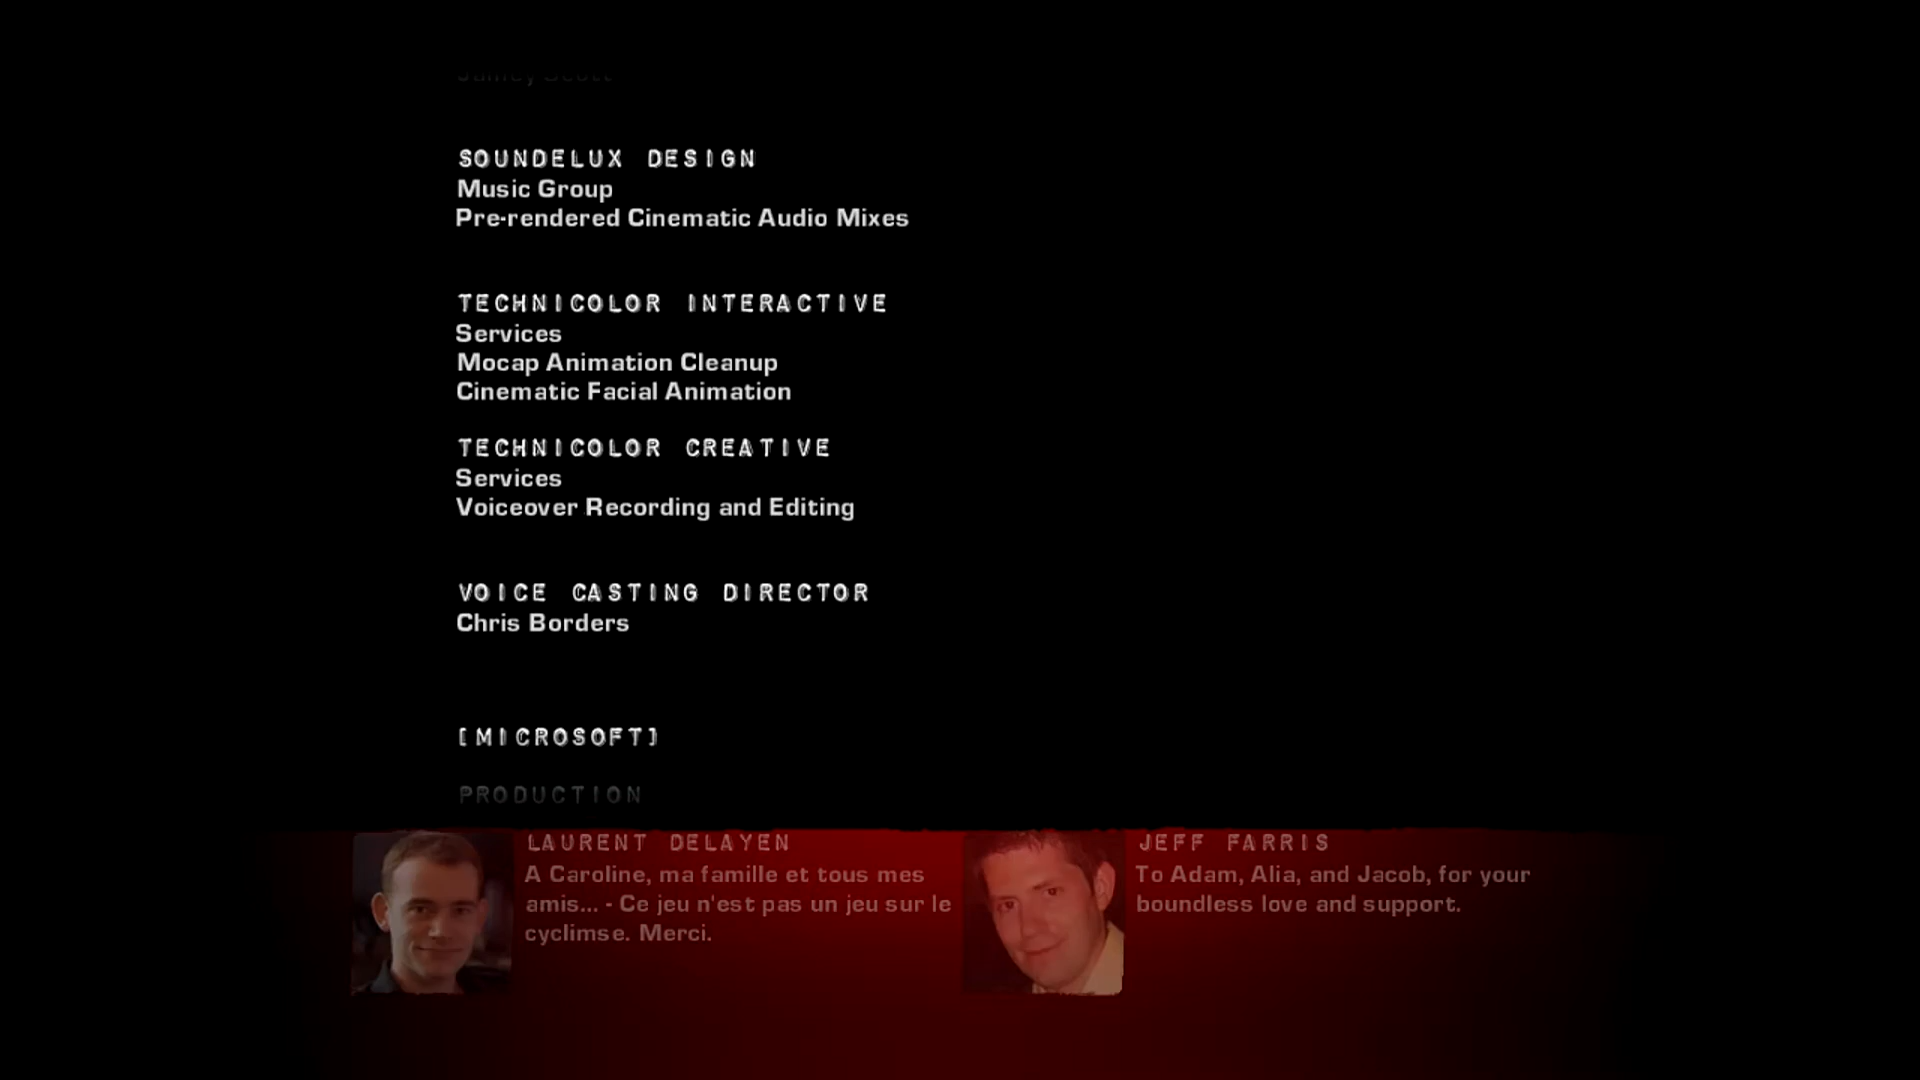 SOUNDELUX DESIGN
Music Group
Pre-rendered Cinematic Audio Mixes
TECHNICOLOR INTERACTIVE
Services
Mocap Animation Cleanup
Cinematic Facial Animation
TECHNICOLOR CREATIVE
Services
Voiceover Recording and Editing
VOICE CASTING DIRECTOR
Chris Borders
[MICROSOFT]
PRODUCTION
LAURENT DELAYEN
A Caroline, ma famille et tous mes
amis... - Ce jeu n'est pas un jeu sur le
cyclimse. Merci.
JEFF FARRIS
To Adam, Alia, and Jacob, for your
boundless love and support.